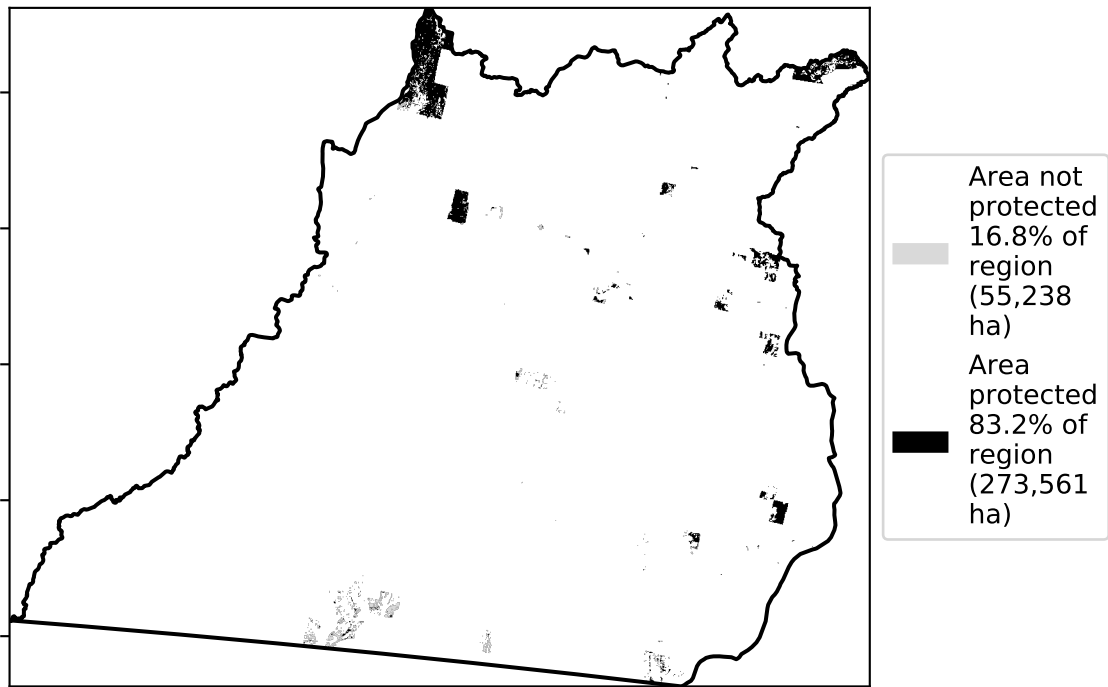 Area not
protected
16.8% of
region
(55,238
ha)
Area
protected
83.2% of
region
(273,561
ha)